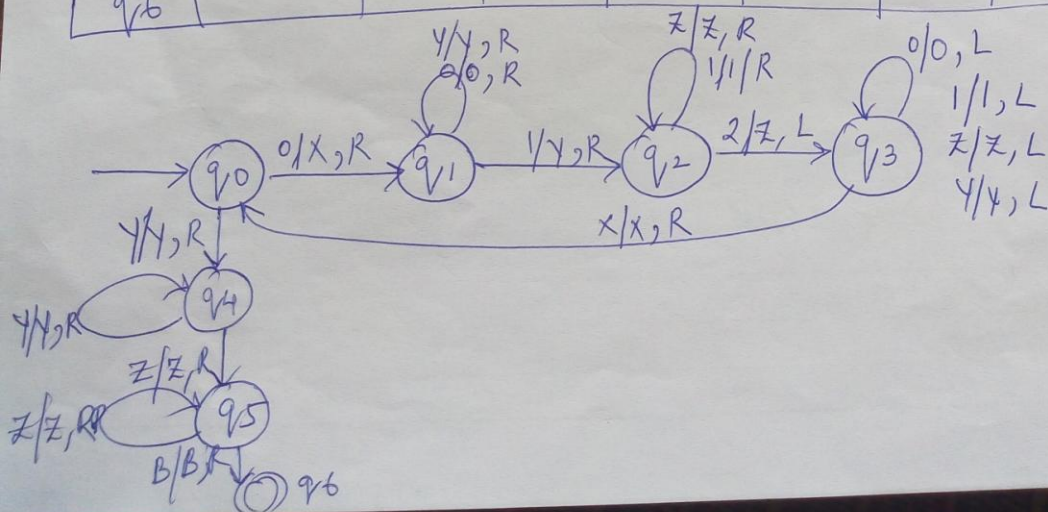 q6
Y/Y, R
0/0, R
Z/Z, R
1/1/R
0/0, L
1/1, L
Z/Z, L
Y/Y, L
q0
0/X, R
q1
1/Y, R
q2
2/Z, L
q3
X/X, R
Y/Y, R
q4
Y/Y, R
Z/Z, R
q5
Z/Z, R
B/B, R
q6